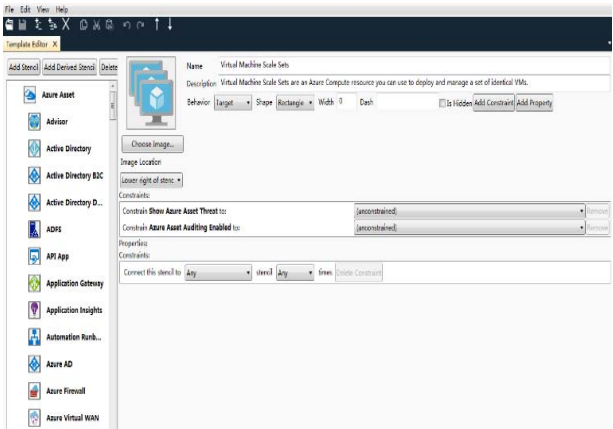 File Edit View Help
Template Editor X
Add Stencil Add Derived Stencil Delete
Azure Asset
Advisor
Active Directory
Active Directory B2C
Active Directory D...
ADFS
API App
Application Gateway
Application Insights
Automation Runb...
Azure AD
Azure Firewall
Azure Virtual WAN
Name Virtual Machine Scale Sets
Description Virtual Machine Scale Sets are an Azure Compute resource you can use to deploy and manage a set of identical VMs.
Behavior Target Shape Rectangle Width 0 Dash Is Hidden Add Constraint Add Property
Choose Image...
Image Location
Lower right of stenc
Constraints:
Constrain Show Azure Asset Threat to: (unconstrained) Remove
Constrain Azure Asset Auditing Enabled to: (unconstrained) Remove
Properties:
Constraints:
Connect this stencil to Any stencil Any times Delete Constraint